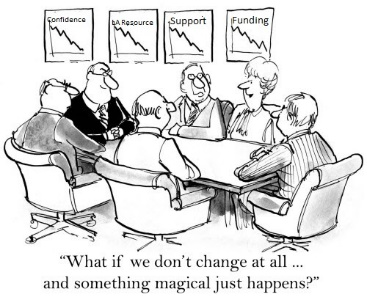 Confidence
BA Resource
Support
Funding
“What if we don’t change at all ...
and something magical just happens?”